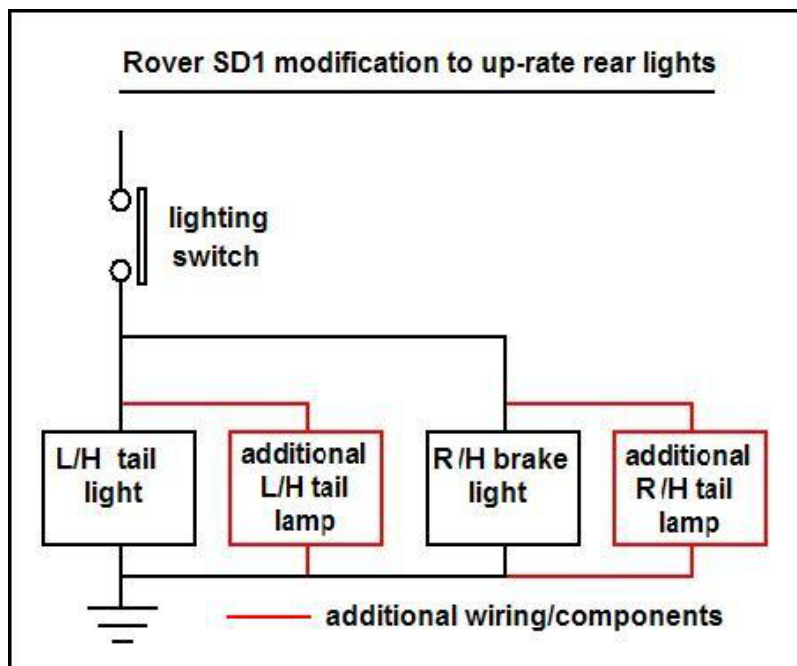 Rover SD1 modification to up-rate rear lights
lighting
switch
L/H tail
light
additional
L/H tail
lamp
R/H brake
light
additional
R/H tail
lamp
additional wiring/components